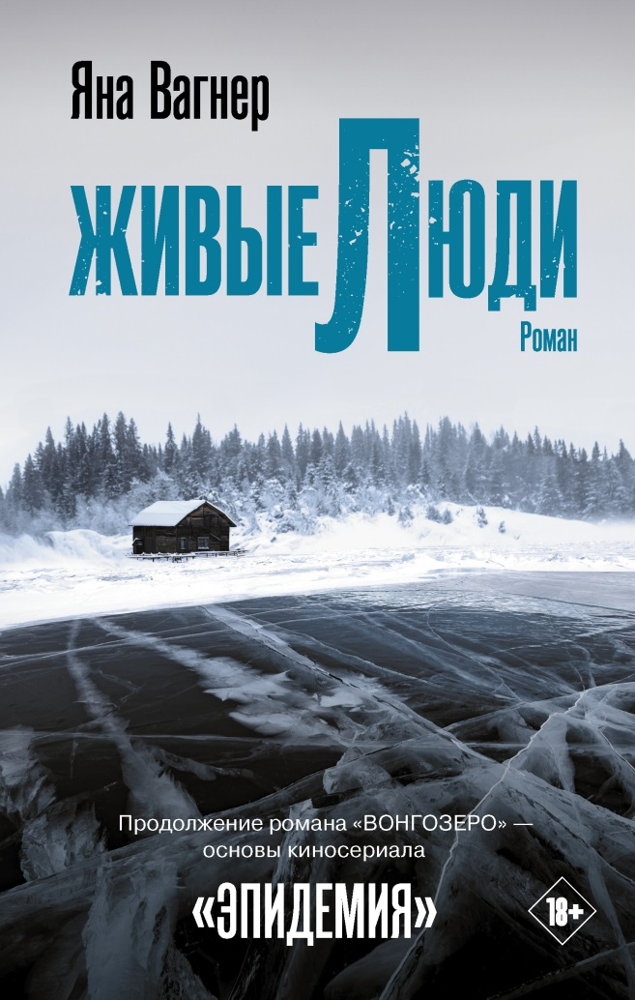 Яна Вагнер
ЖИВЫЕ ЛЮДИ
Роман
Продолжение романа «ВОНГОЗЕРО» —
основы киносериала
«ЭПИДЕМИЯ»
18+